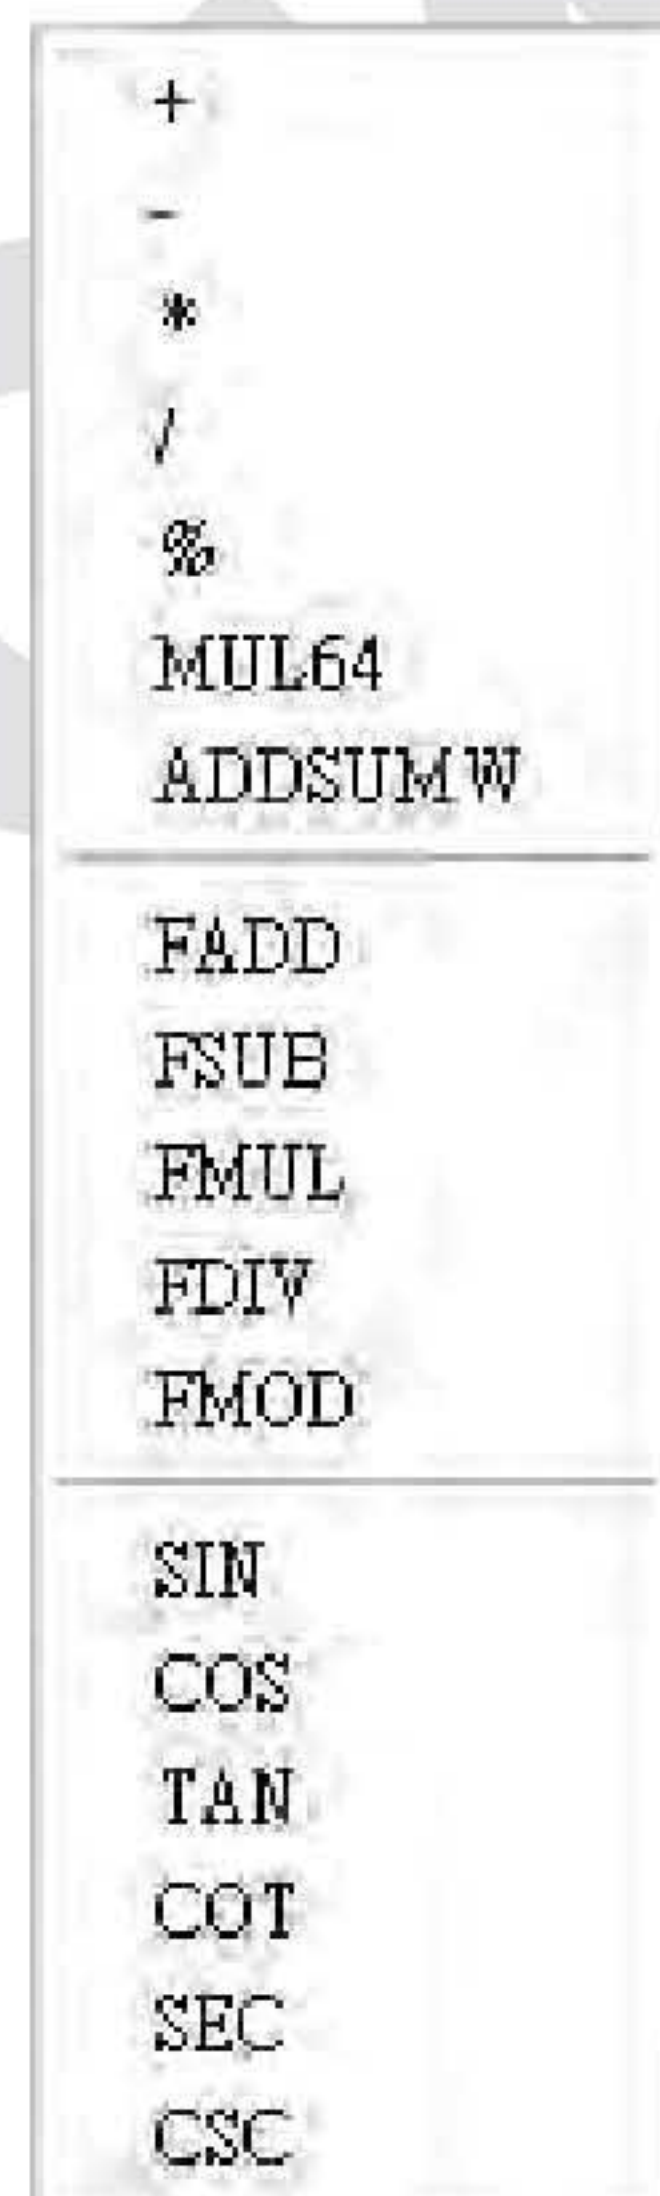 +
-
*
/
%
MUL64
ADDSUMW
FADD
FSUB
FMUL
FDIV
FMOD
SIN
COS
TAN
COT
SEC
CSC